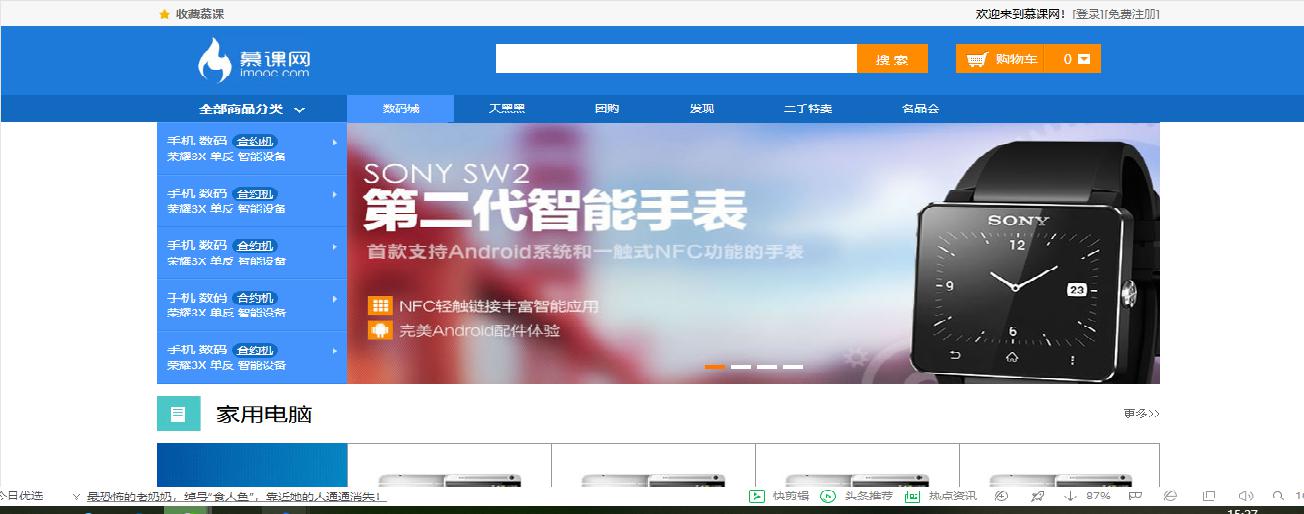 收藏慕课
欢迎来到慕课网！[登录][免费注册]
慕课网
imooc.com
搜 索
购物车 0
全部商品分类 数码城 天黑黑 团购 发现 二手特卖 名品会
手机 数码 合约机
荣耀3X 单反 智能设备
手机 数码 合约机
荣耀3X 单反 智能设备
手机 数码 合约机
荣耀3X 单反 智能设备
手机 数码 合约机
荣耀3X 单反 智能设备
手机 数码 合约机
荣耀3X 单反 智能设备
SONY SW2
第二代智能手表
首款支持Android系统和一触式NFC功能的手表
NFC轻触链接丰富智能应用
完美Android配件体验
SONY
12
9
23
6
家用电脑
更多>>
今日优选 最恐怖的老奶奶，绰号“食人鱼”，靠近她的人通通消失！ 快剪辑 头条推荐 热点资讯 87%
15:27